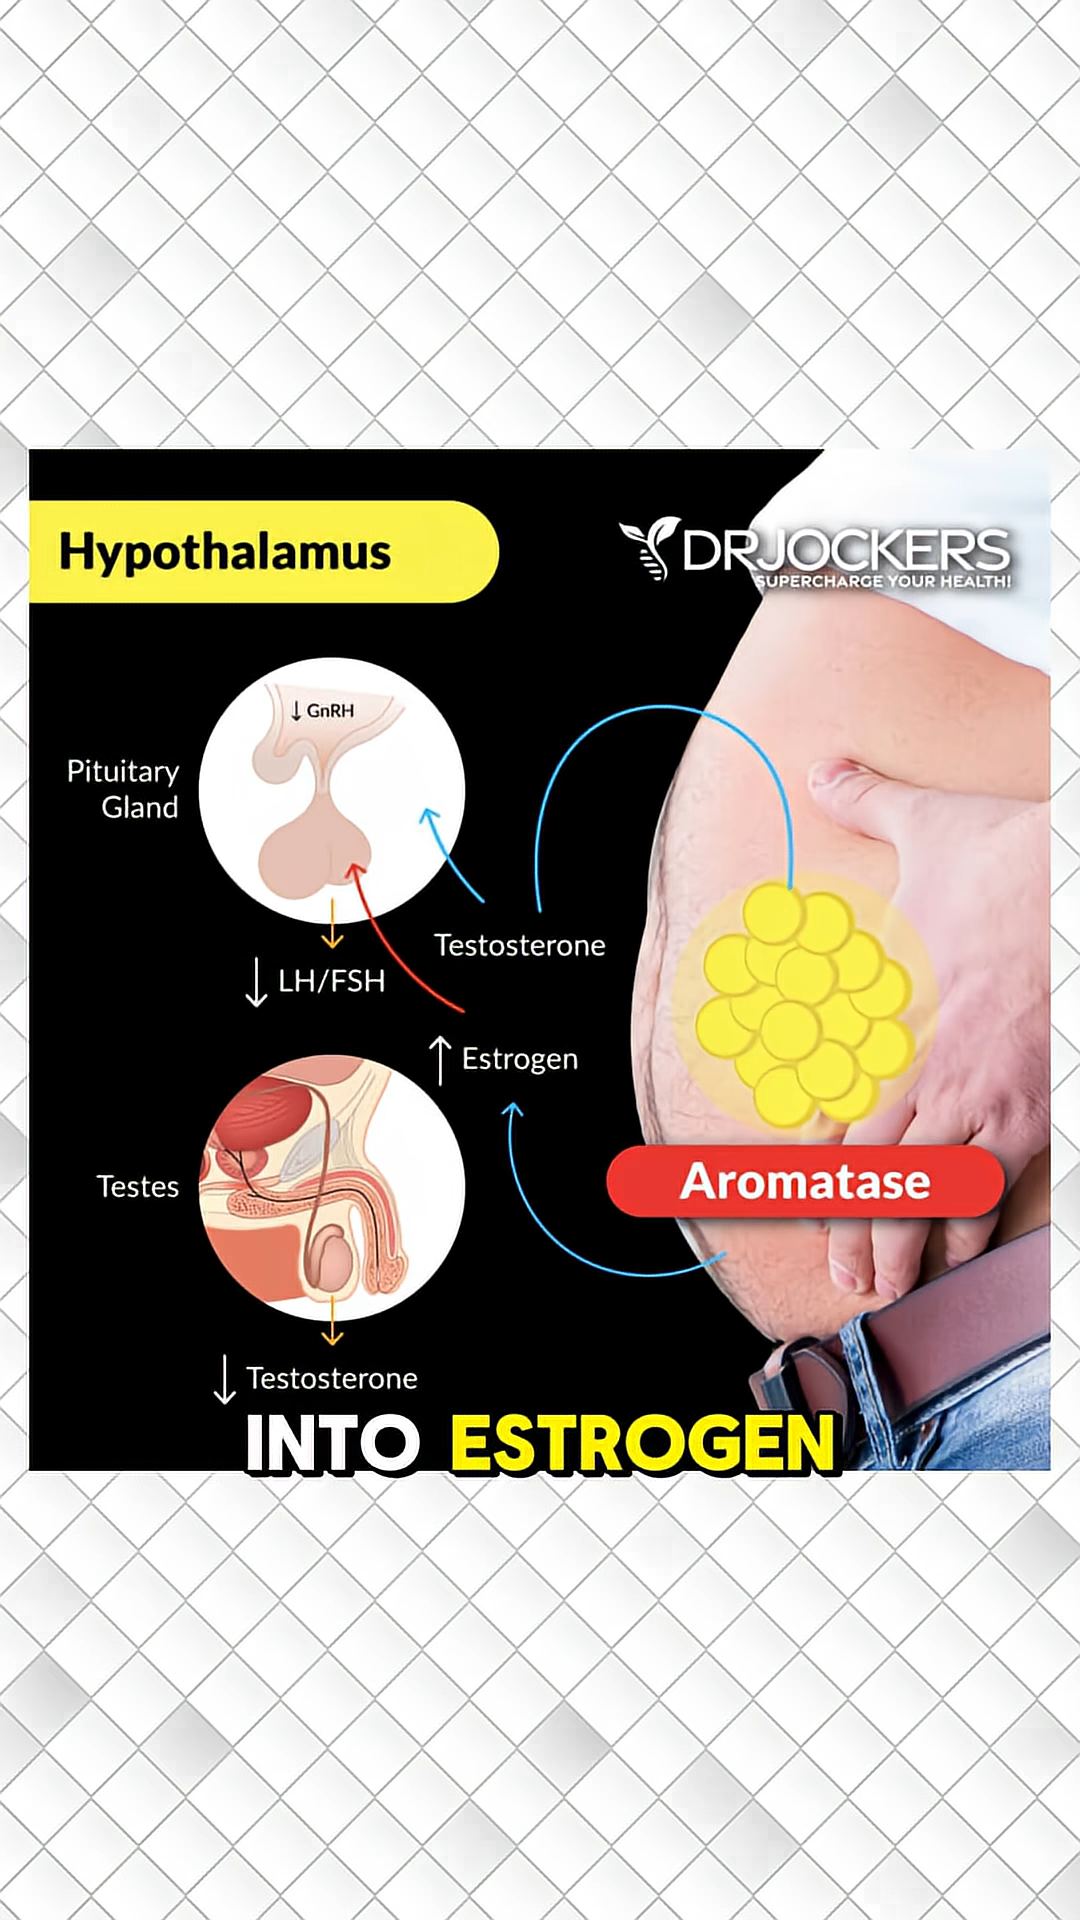 Hypothalamus
DRJOCKERS
SUPERCHARGE YOUR HEALTH!
↓ GnRH
Pituitary
Gland
Testosterone
↓ LH/FSH
↑ Estrogen
Testes
Aromatase
↓ Testosterone
INTO ESTROGEN